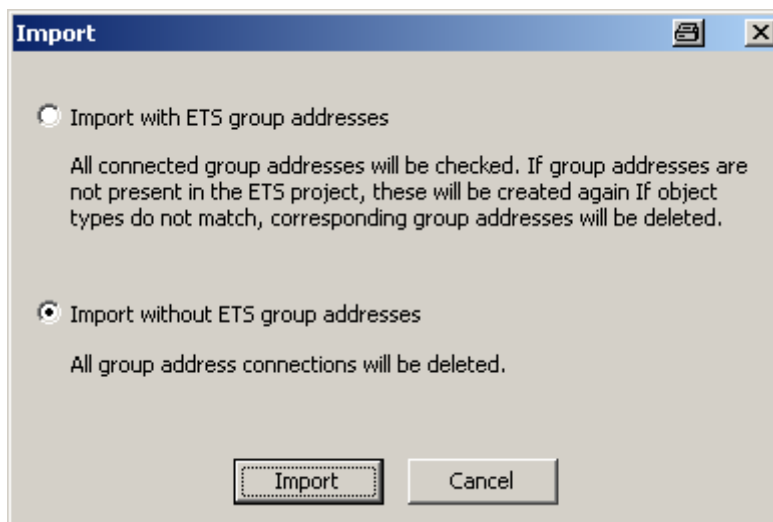 Import
Import with ETS group addresses
All connected group addresses will be checked. If group addresses are
not present in the ETS project, these will be created again If object
types do not match, corresponding group addresses will be deleted.
Import without ETS group addresses
All group address connections will be deleted.
Import
Cancel